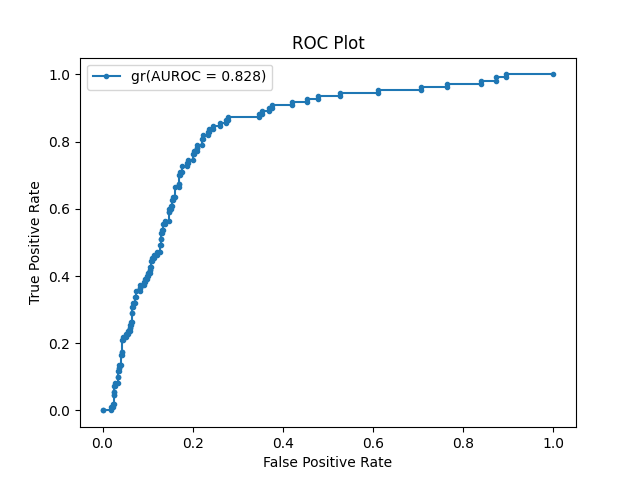 ROC Plot
gr(AUROC = 0.828)
True Positive Rate
1.0
0.8
0.6
0.4
0.2
0.0
0.0 0.2 0.4 0.6 0.8 1.0
False Positive Rate